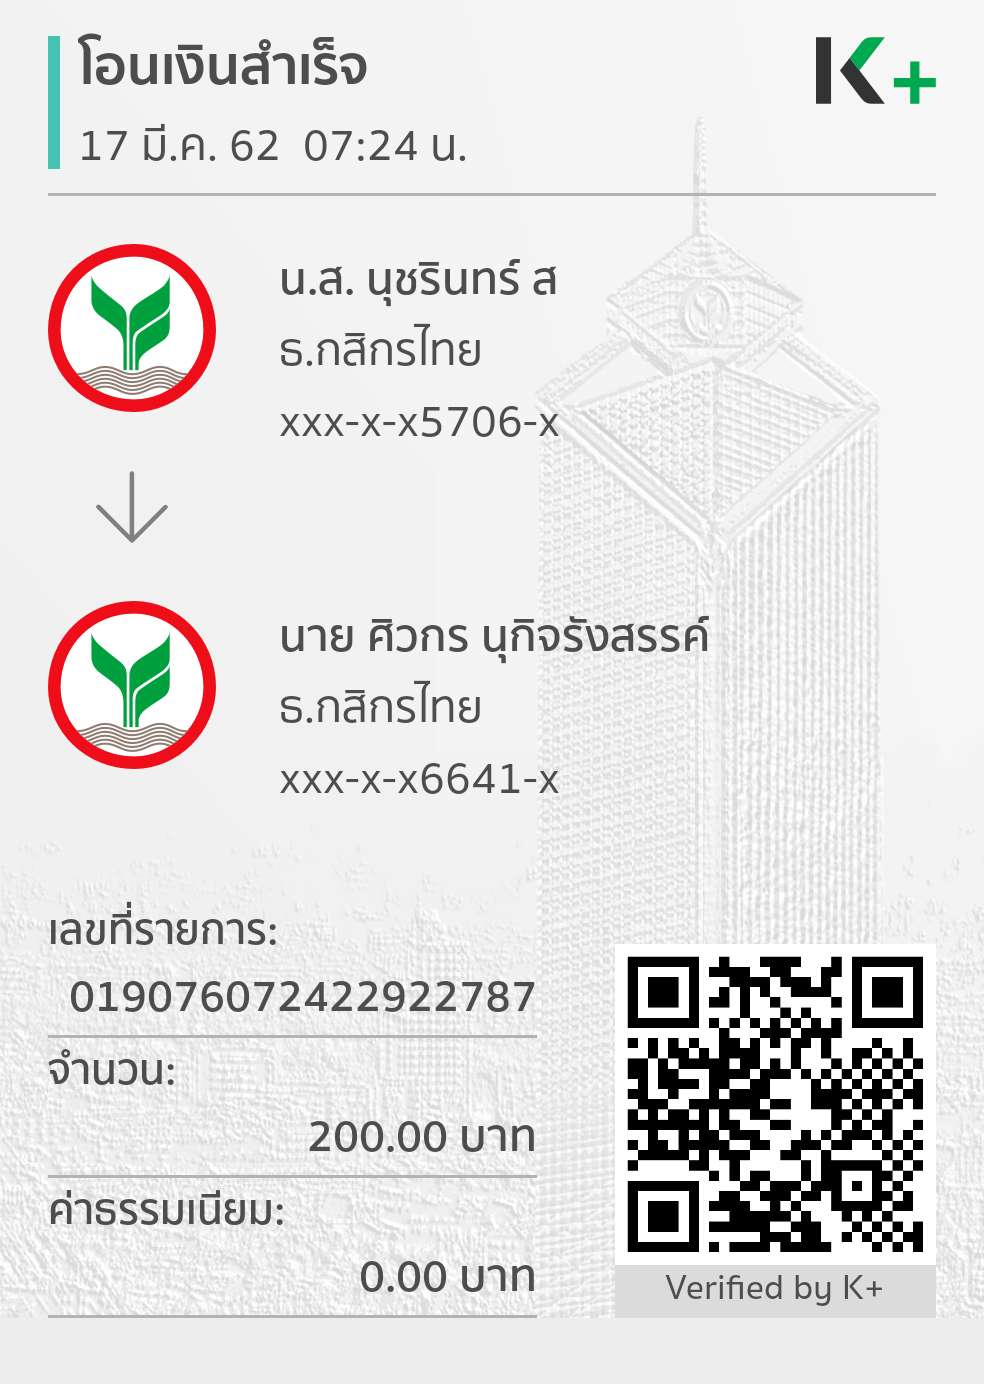 โอนเงินสำเร็จ
17 มี.ค. 62 07:24 น.
K+
น.ส. นุชรินทร์ ส
ธ.กสิกรไทย
xxx-x-x5706-x
นาย ศิวกร นุกิจรังสรรค์
ธ.กสิกรไทย
xxx-x-x6641-x
เลขที่รายการ:
019076072422922787
จำนวน:
200.00 บาท
ค่าธรรมเนียม:
0.00 บาท
Verified by K+